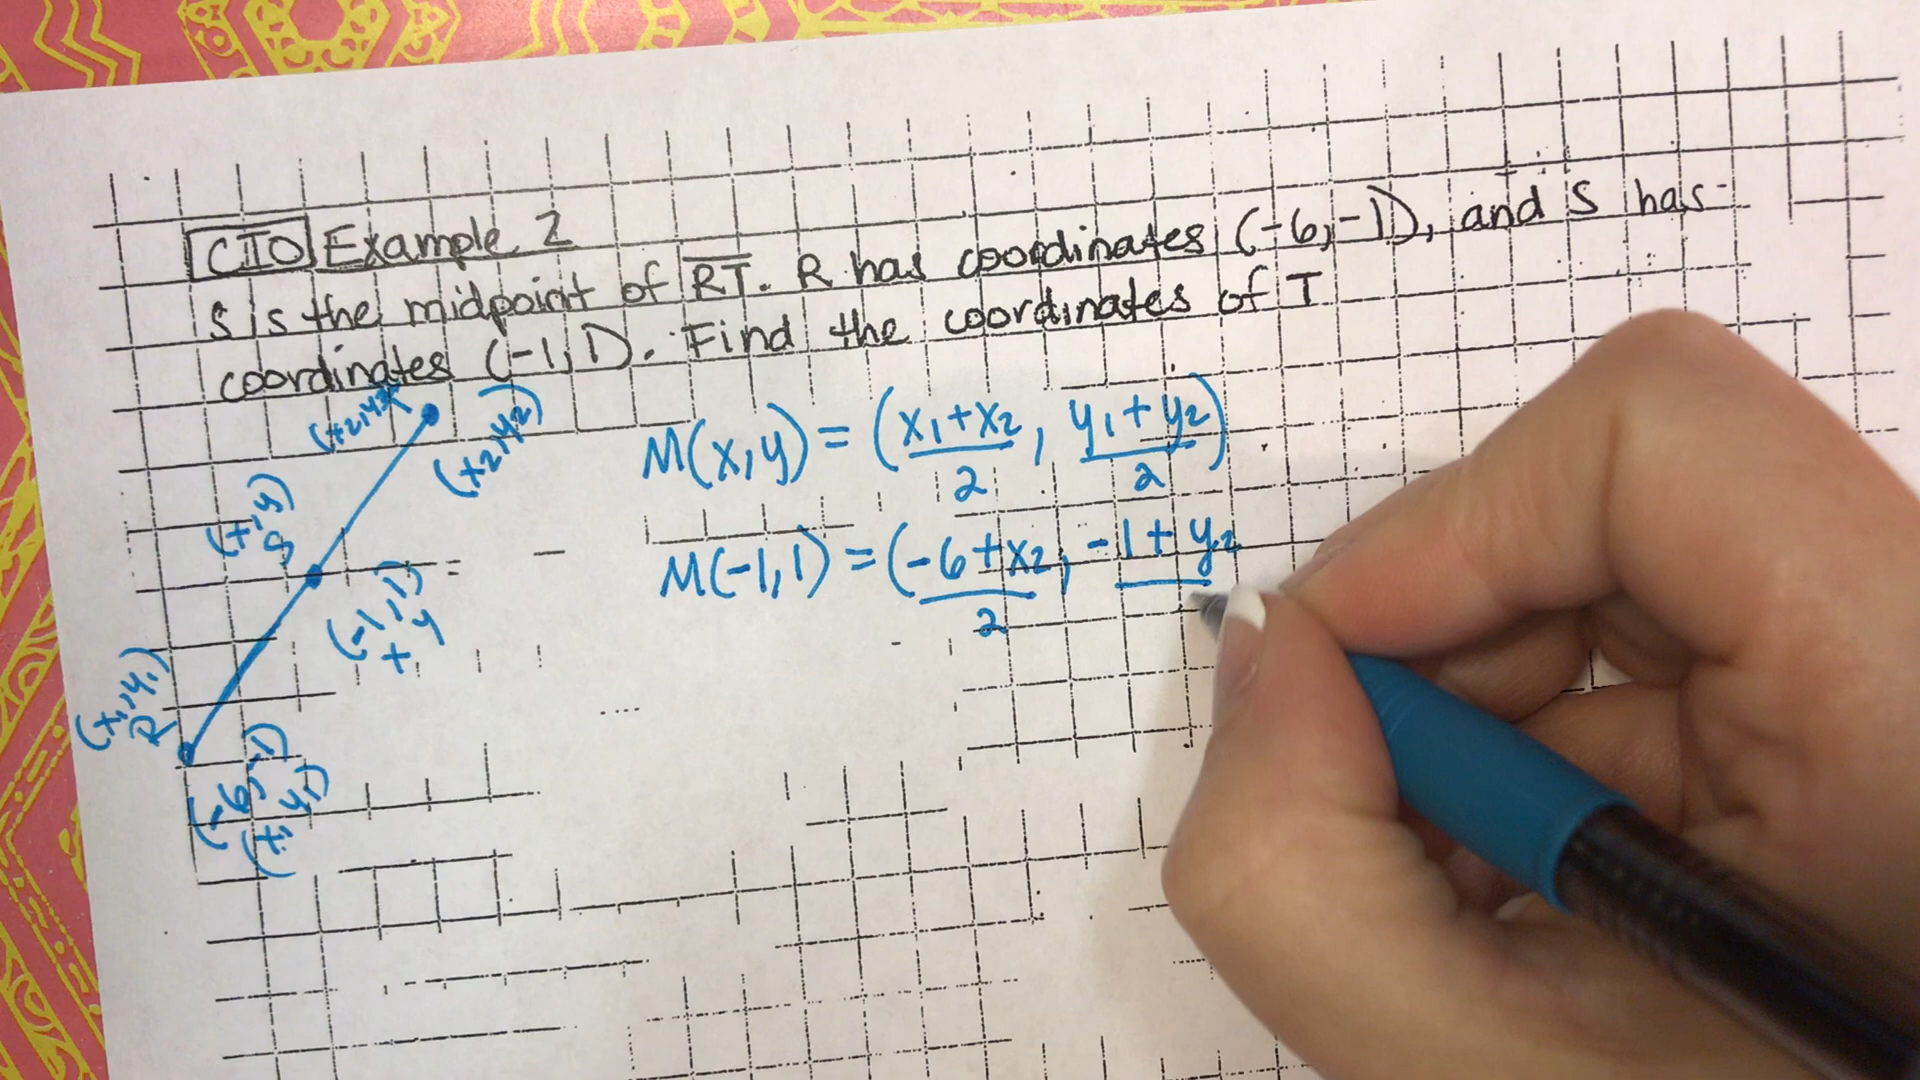 CIO Example 2
S is the midpoint of RT. R has coordinates (-6,-1), and S has
coordinates (-1,1). Find the coordinates of T
(x2,y2) T
(x2,y2)
(x,y)
S
(-1,1)
x y
(x1,y1)
R
(-6,-1)
(x1,y1)
M(x,y) = (x1+x2/2, y1+y2/2)
M(-1,1) = (-6+x2/2, -1+y2